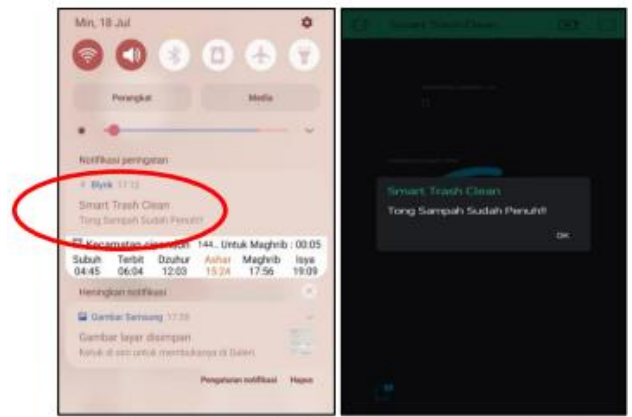 Min, 18 Jul
Perangkat
Media
Notifikasi peringatan
Blynk 17:12
Smart Trash Clean
Tong Sampah Sudah Penuh!!
Kecamatan 144.. Untuk Maghrib : 00:05
Subuh Terbit Dzuhur Ashar Maghrib Isya
04:45 06:04 12:03 15:24 17:56 19:09
Heningkan notifikasi
Gambar Samsung
Gambar layar disimpan
Ketuk di sini untuk membukanya di Galeri.
Pengaturan notifikasi Hapus
Smart Trash Clean
Smart Trash Clean
Tong Sampah Sudah Penuh!!
OK